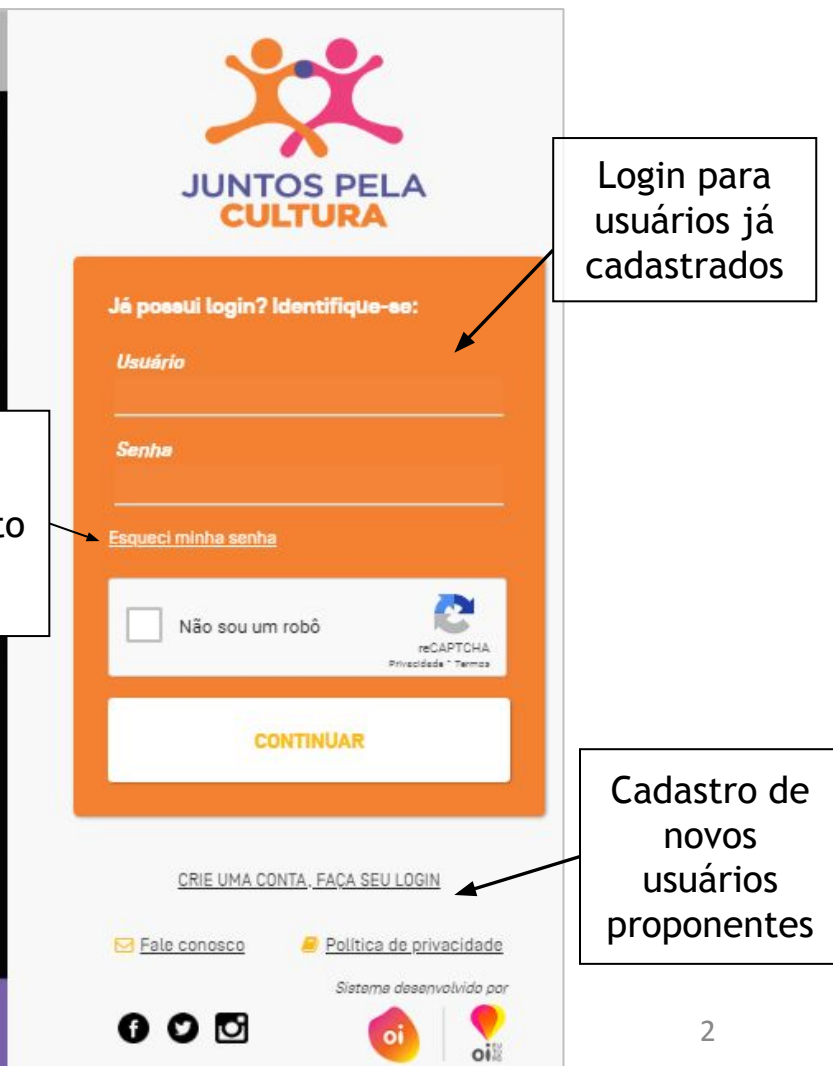 JUNTOS PELA
CULTURA
Login para
usuários já
cadastrados
Já possui login? Identifique-se:
Usuário
Senha
to
Esqueci minha senha
Não sou um robô
reCAPTCHA
Privacidade - Termos
CONTINUAR
Cadastro de
novos
usuários
proponentes
CRIE UMA CONTA, FAÇA SEU LOGIN
Fale conosco
Política de privacidade
Sistema desenvolvido por
oi
oi
2